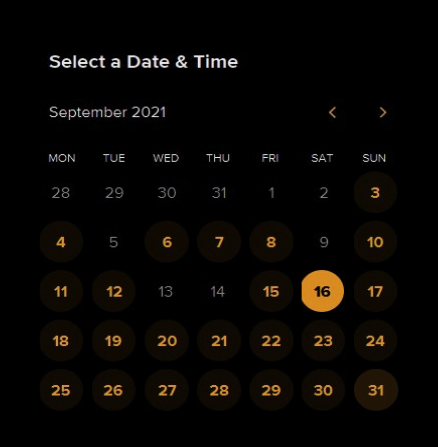 Select a Date & Time
September 2021
MON TUE WED THU FRI SAT SUN
28 29 30 31 1 2 3
4 5 6 7 8 9 10
11 12 13 14 15 16 17
18 19 20 21 22 23 24
25 26 27 28 29 30 31